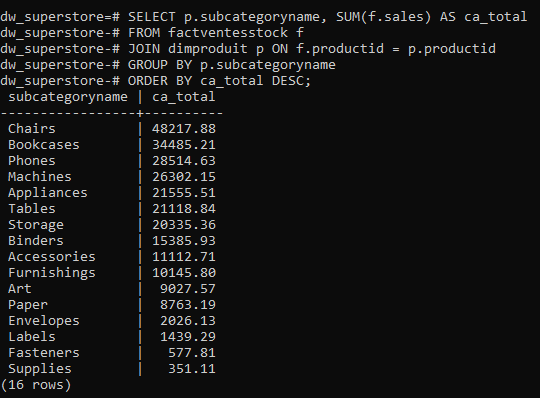 dw_superstore=# SELECT p.subcategoryname, SUM(f.sales) AS ca_total
dw_superstore-# FROM factventesstock f
dw_superstore-# JOIN dimproduit p ON f.productid = p.productid
dw_superstore-# GROUP BY p.subcategoryname
dw_superstore-# ORDER BY ca_total DESC;
 subcategoryname | ca_total
-----------------+----------
 Chairs          | 48217.88
 Bookcases       | 34485.21
 Phones          | 28514.63
 Machines        | 26302.15
 Appliances      | 21555.51
 Tables          | 21118.84
 Storage         | 20335.36
 Binders         | 15385.93
 Accessories     | 11112.71
 Furnishings     | 10145.80
 Art             |  9027.57
 Paper           |  8763.19
 Envelopes       |  2026.13
 Labels          |  1439.29
 Fasteners       |   577.81
 Supplies        |   351.11
(16 rows)